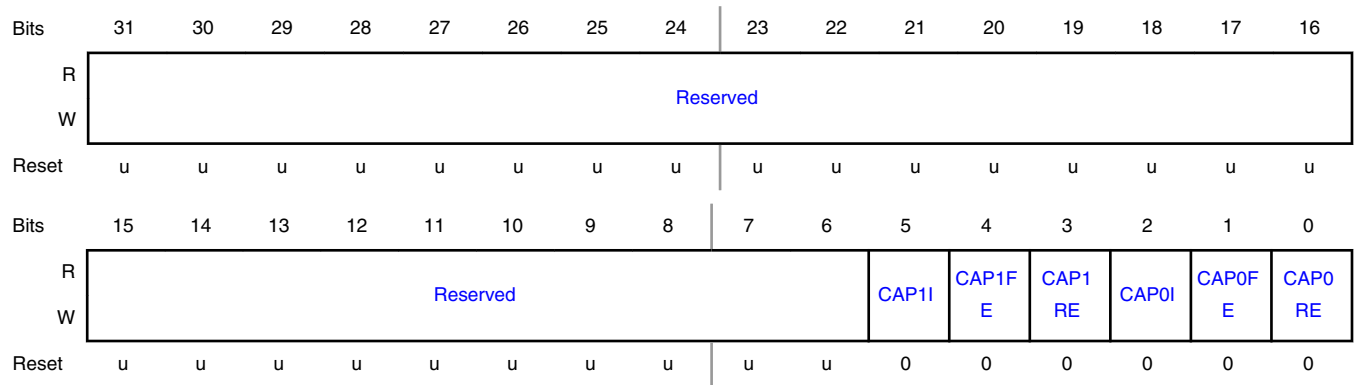 Bits 31 30 29 28 27 26 25 24 23 22 21 20 19 18 17 16
R
Reserved
W
Reset u u u u u u u u u u u u u u u u
Bits 15 14 13 12 11 10 9 8 7 6 5 4 3 2 1 0
R
Reserved CAP1I CAP1F E CAP1 RE CAP0I CAP0F E CAP0 RE
W
Reset u u u u u u u u u u 0 0 0 0 0 0